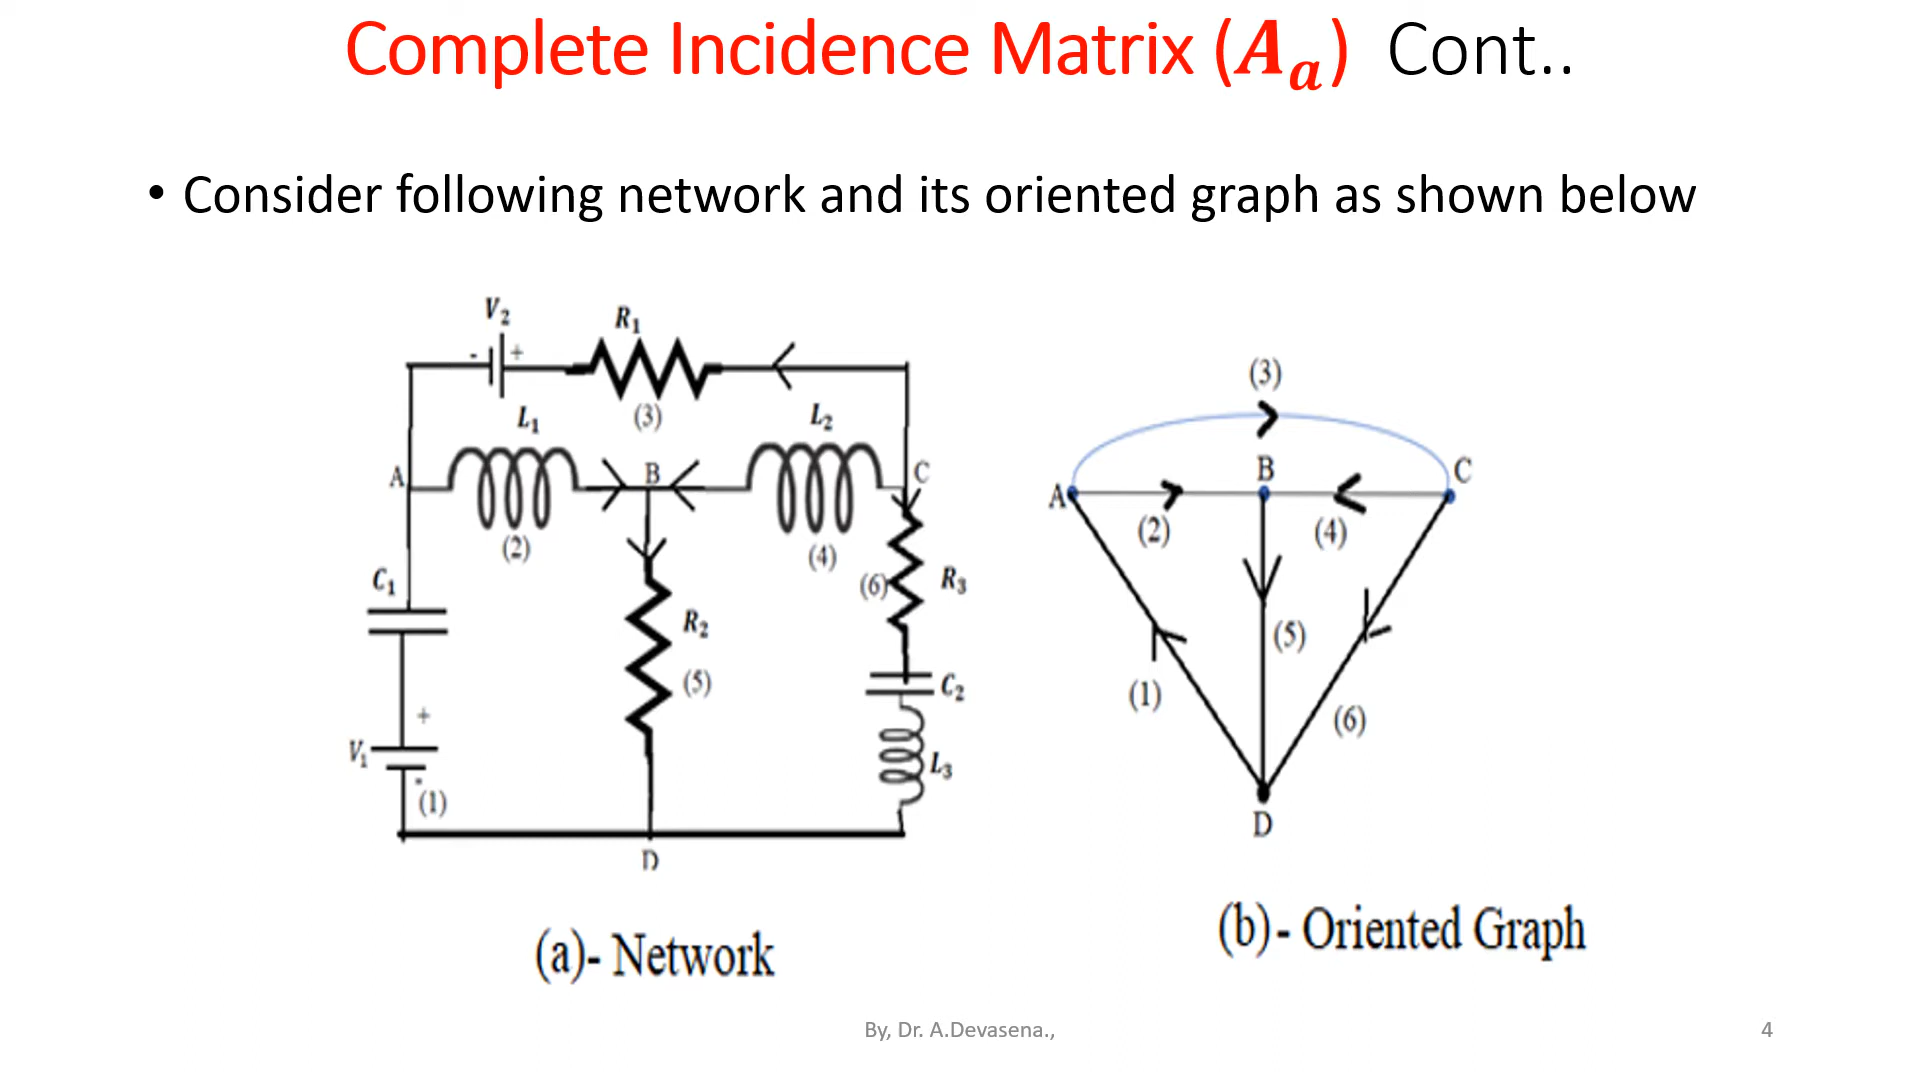 Complete Incidence Matrix (Aₐ) Cont..
• Consider following network and its oriented graph as shown below
V₂
- +
R₁
(3)
L₁
(2)
L₂
(4)
A
B
C
C₁
R₂
(5)
(6)
R₃
C₂
L₃
+
V₁
-
(1)
D
(a)- Network
(3)
A
B
C
(2)
(4)
(5)
(1)
(6)
D
(b)- Oriented Graph
By, Dr. A.Devasena.,
4